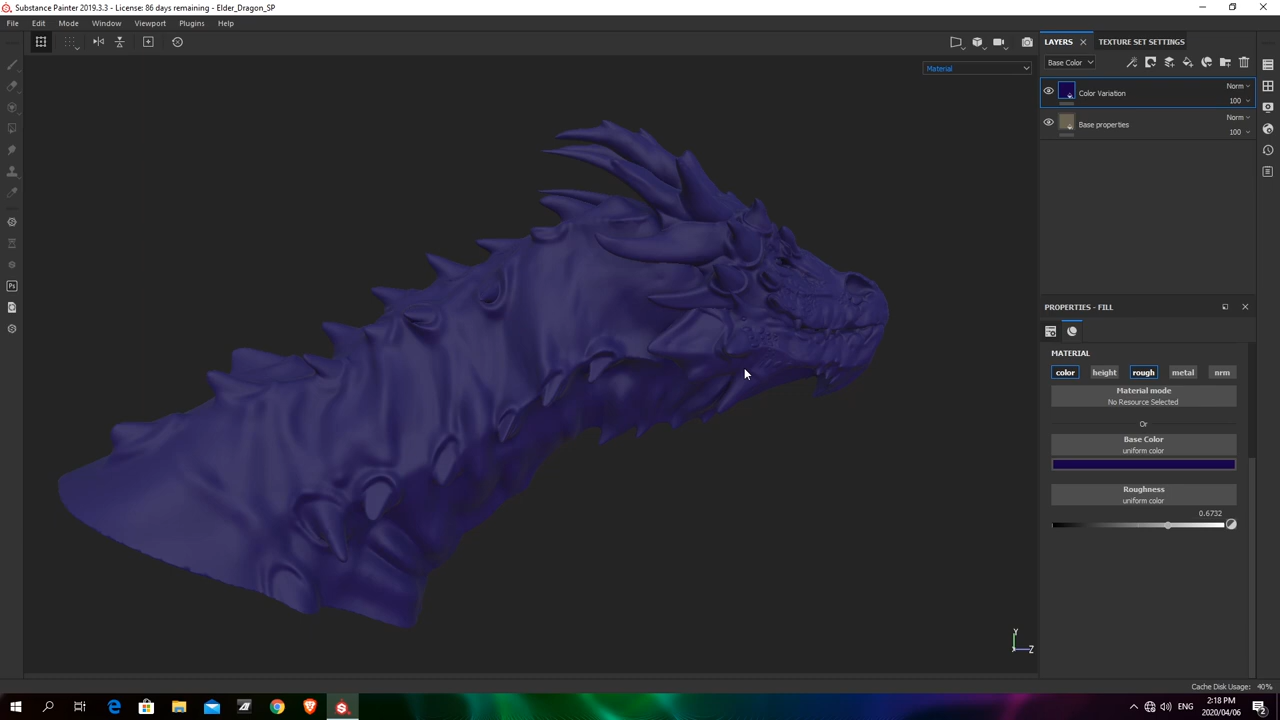 Substance Painter 2019.3.3 - License: 86 days remaining - Elder_Dragon_SP
File Edit Mode Window Viewport Plugins Help
LAYERS TEXTURE SET SETTINGS
Base Color
Material
Color Variation
Norm
100
Base properties
Norm
100
PROPERTIES - FILL
MATERIAL
color height rough metal nrm
Material mode
No Resource Selected
Or
Base Color
uniform color
Roughness
uniform color
0.6732
Ps
Y
Z
Cache Disk Usage: 40%
ENG
2:18 PM
2020/04/06
2